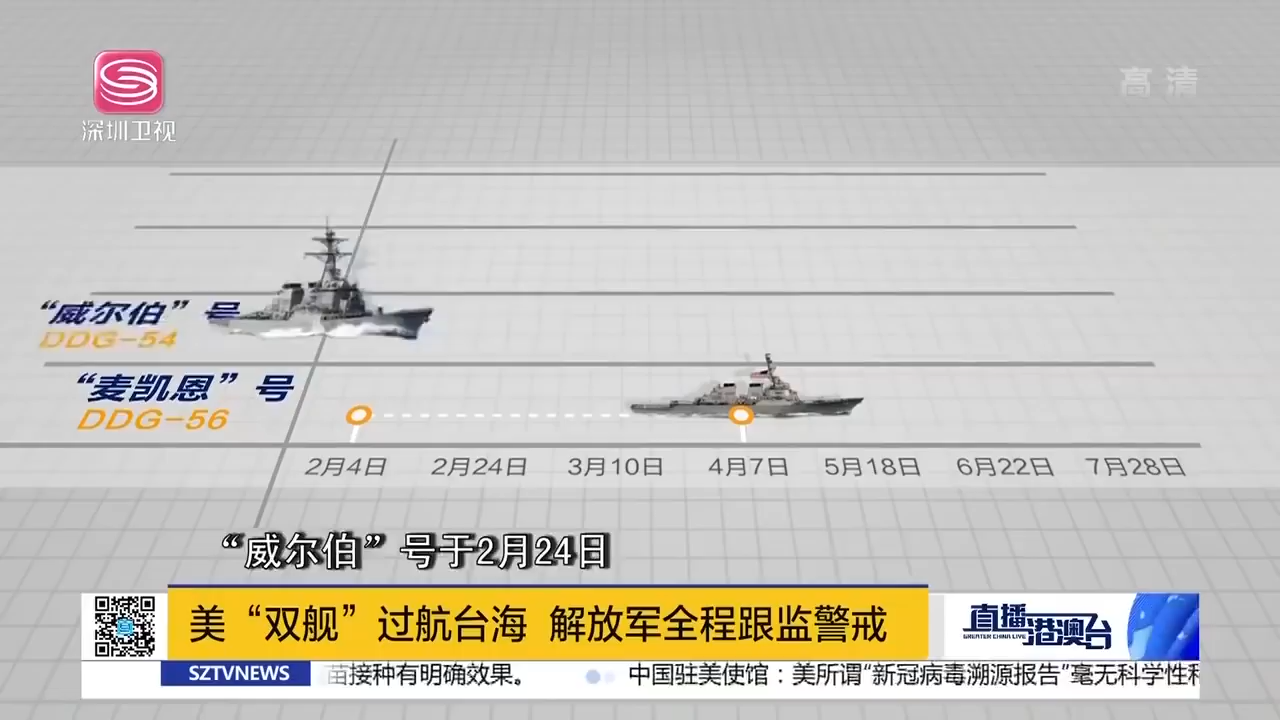 深圳卫视
高清
“威尔伯”号
DDG-54
“麦凯恩”号
DDG-56
2月4日 2月24日 3月10日 4月7日 5月18日 6月22日 7月28日
“威尔伯”号于2月24日
美“双舰”过航台海 解放军全程跟监警戒
直播港澳台
GREATER CHINA LIVE
SZTVNEWS
苗接种有明确效果。 中国驻美使馆：美所谓“新冠病毒溯源报告”毫无科学性和